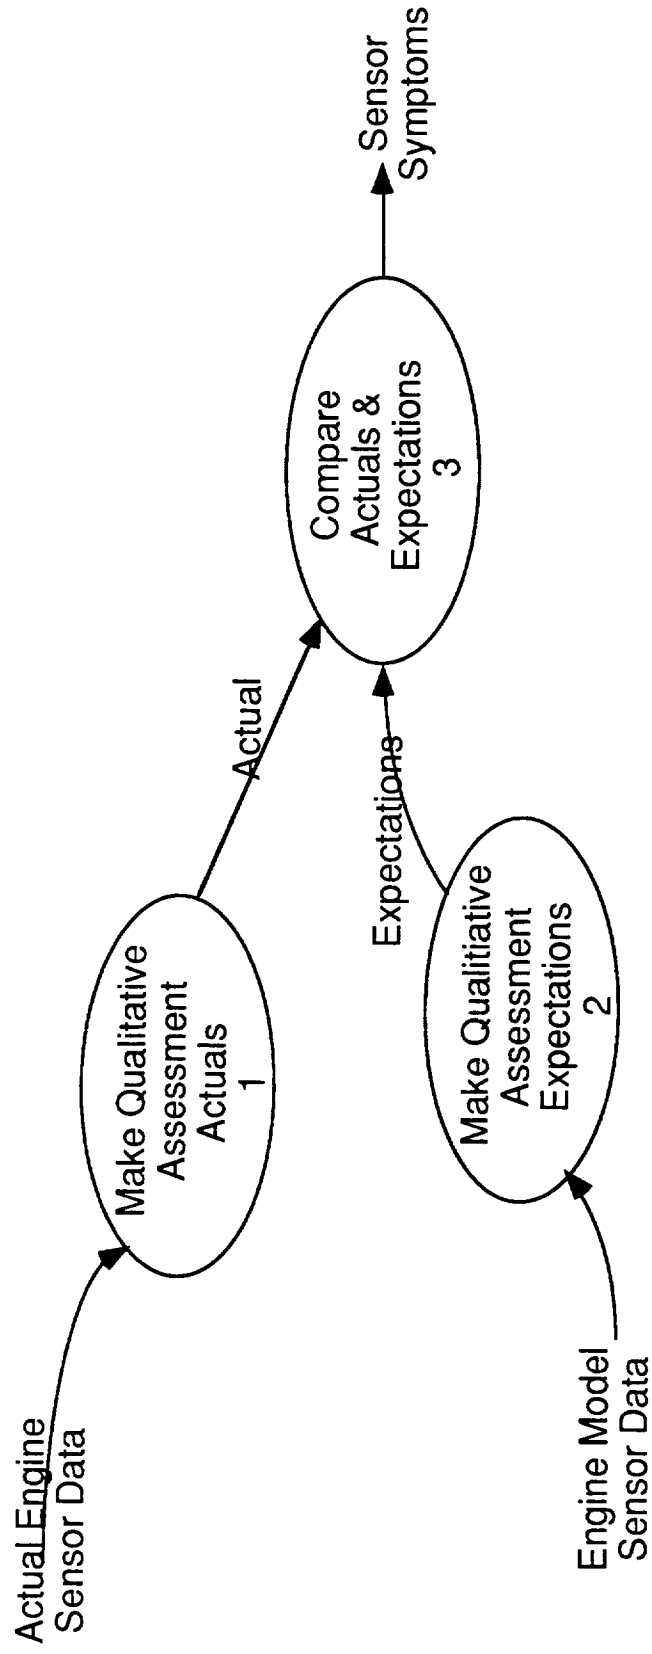 Actual Engine
Sensor Data
Make Qualitative
Assessment
Actuals
1
Actual
Engine Model
Sensor Data
Make Qualitiative
Assessment
Expectations
2
Expectations
Compare
Actuals &
Expectations
3
Sensor
Symptoms